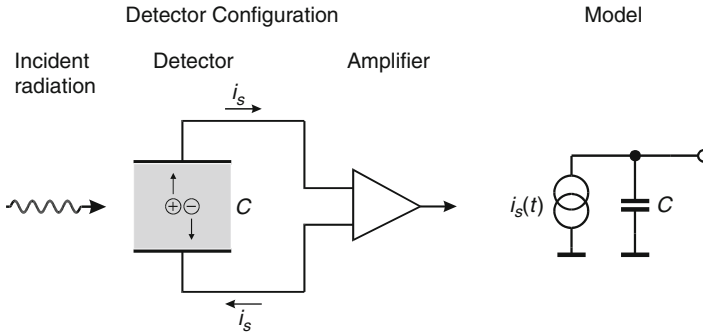 Detector Configuration
Model
Incident
radiation
Detector
Amplifier
i_s
+ −
C
i_s
i_s(t)
C